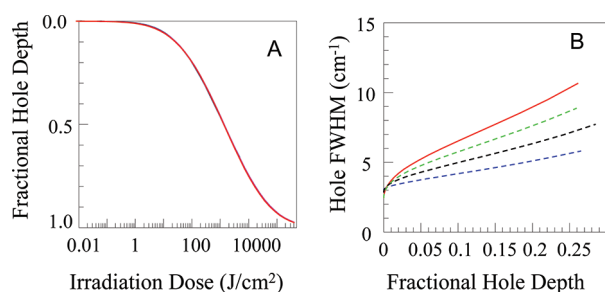 0.0
0.5
1.0
0.01
1
100
10000
Fractional Hole Depth
Irradiation Dose (J/cm²)
A
15
10
5
0
0
0.05
0.1
0.15
0.2
0.25
Hole FWHM (cm⁻¹)
Fractional Hole Depth
B